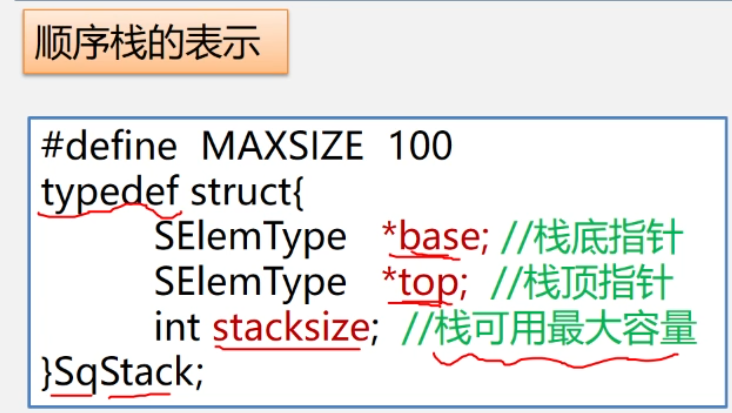 顺序栈的表示
#define MAXSIZE 100
typedef struct{
SElemType *base; //栈底指针
SElemType *top; //栈顶指针
int stacksize; //栈可用最大容量
}SqStack;